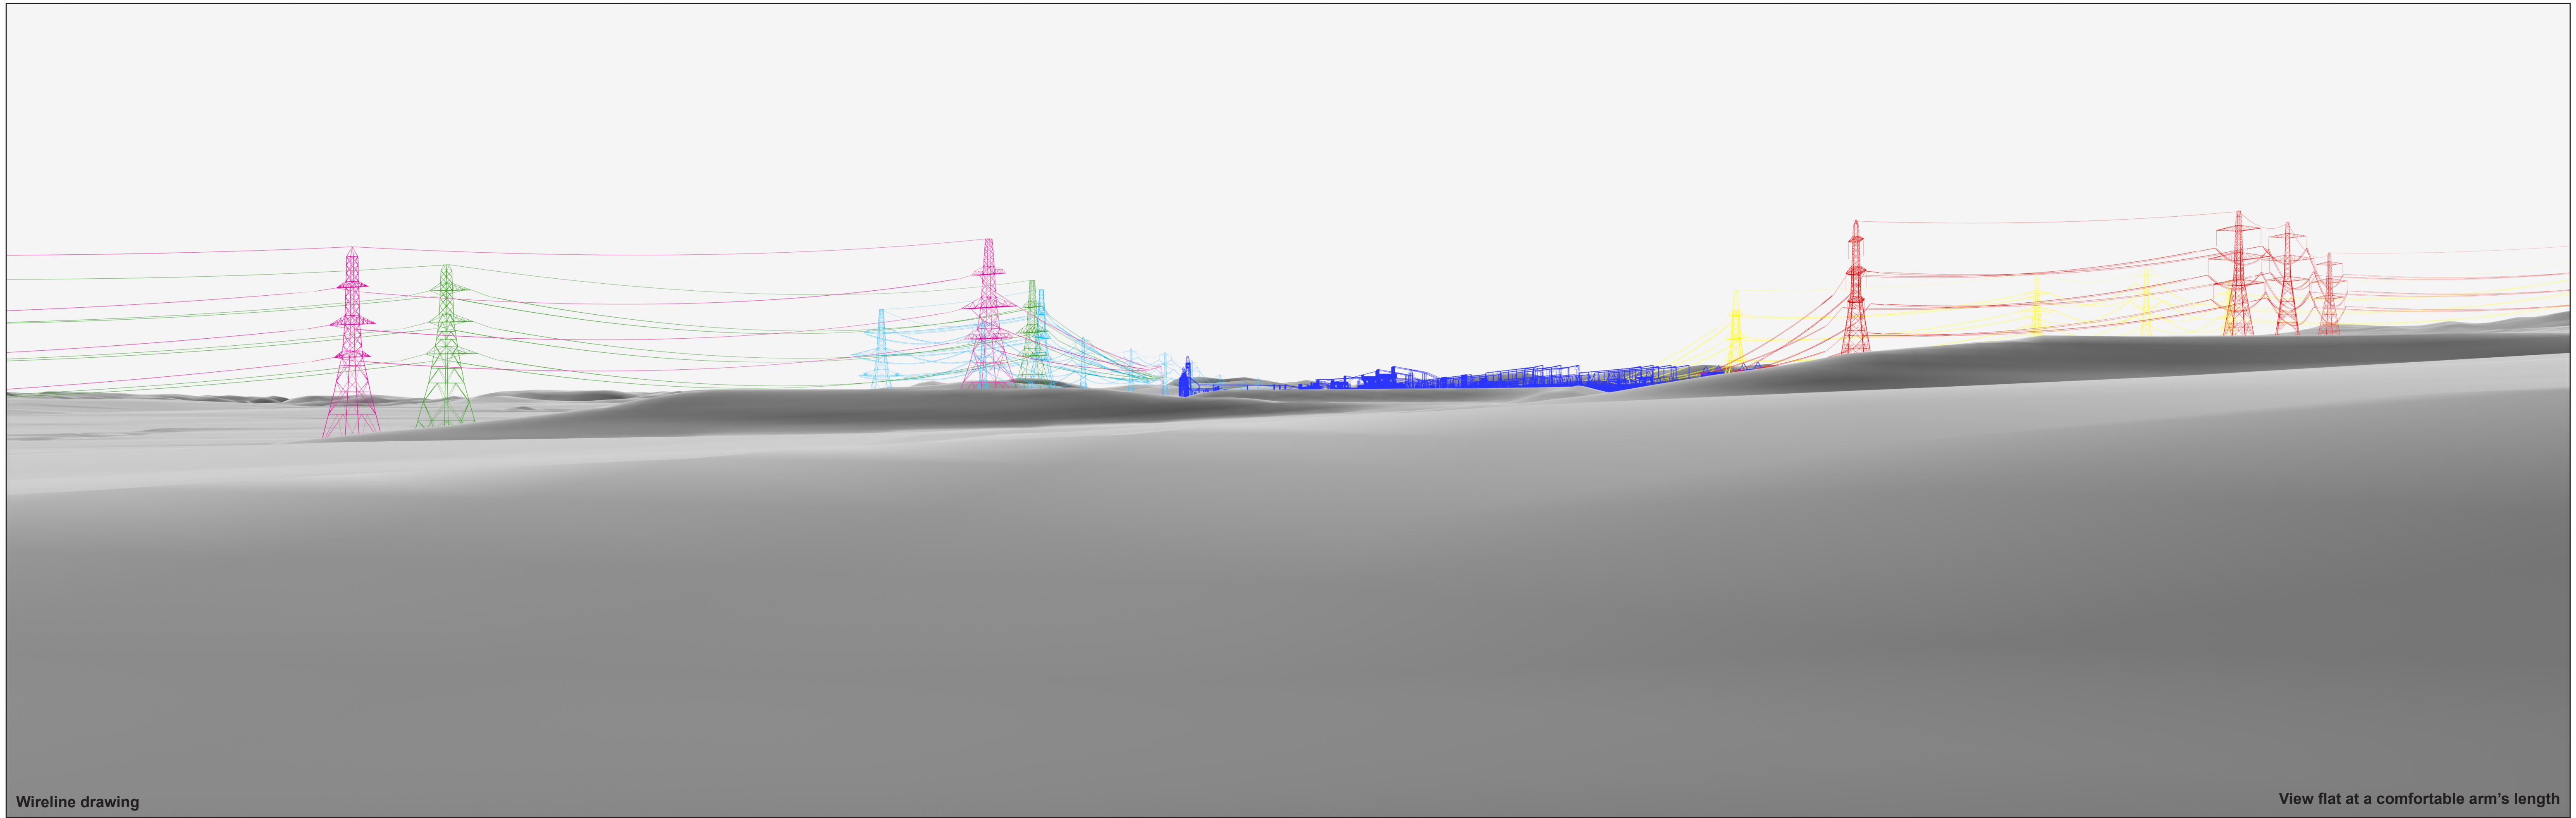 Wireline drawing
View flat at a comfortable arm's length